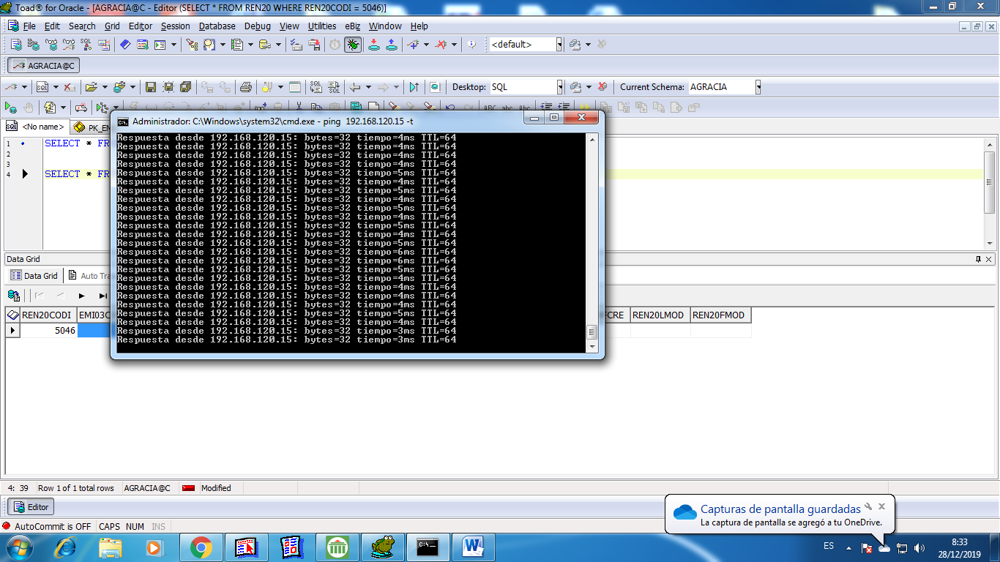 Toad® for Oracle - [AGRACIA@C - Editor (SELECT * FROM REN20 WHERE REN20CODI = 5046)]
File Edit Search Grid Editor Session Database Debug View Utilities eBiz Window Help
<default>
AGRACIA@C
Desktop: SQL Current Schema: AGRACIA
<No name> PK_EM
Administrador: C:\Windows\system32\cmd.exe - ping 192.168.120.15 -t
1 SELECT * FR
2
3
4 SELECT * FR
Respuesta desde 192.168.120.15: bytes=32 tiempo=4ms TTL=64
Respuesta desde 192.168.120.15: bytes=32 tiempo=4ms TTL=64
Respuesta desde 192.168.120.15: bytes=32 tiempo=4ms TTL=64
Respuesta desde 192.168.120.15: bytes=32 tiempo=4ms TTL=64
Respuesta desde 192.168.120.15: bytes=32 tiempo=5ms TTL=64
Respuesta desde 192.168.120.15: bytes=32 tiempo=4ms TTL=64
Respuesta desde 192.168.120.15: bytes=32 tiempo=5ms TTL=64
Respuesta desde 192.168.120.15: bytes=32 tiempo=4ms TTL=64
Respuesta desde 192.168.120.15: bytes=32 tiempo=5ms TTL=64
Respuesta desde 192.168.120.15: bytes=32 tiempo=4ms TTL=64
Respuesta desde 192.168.120.15: bytes=32 tiempo=5ms TTL=64
Respuesta desde 192.168.120.15: bytes=32 tiempo=4ms TTL=64
Respuesta desde 192.168.120.15: bytes=32 tiempo=5ms TTL=64
Respuesta desde 192.168.120.15: bytes=32 tiempo=6ms TTL=64
Respuesta desde 192.168.120.15: bytes=32 tiempo=6ms TTL=64
Respuesta desde 192.168.120.15: bytes=32 tiempo=5ms TTL=64
Respuesta desde 192.168.120.15: bytes=32 tiempo=4ms TTL=64
Respuesta desde 192.168.120.15: bytes=32 tiempo=4ms TTL=64
Respuesta desde 192.168.120.15: bytes=32 tiempo=4ms TTL=64
Respuesta desde 192.168.120.15: bytes=32 tiempo=4ms TTL=64
Respuesta desde 192.168.120.15: bytes=32 tiempo=5ms TTL=64
Respuesta desde 192.168.120.15: bytes=32 tiempo=4ms TTL=64
Respuesta desde 192.168.120.15: bytes=32 tiempo=3ms TTL=64
Respuesta desde 192.168.120.15: bytes=32 tiempo=3ms TTL=64
Data Grid
Data Grid Auto Tra
REN20CODI EMI03C FCRE REN20LMOD REN20FMOD
5046
4: 39 Row 1 of 1 total rows AGRACIA@C Modified
Editor
AutoCommit is OFF CAPS NUM INS
Capturas de pantalla guardadas
La captura de pantalla se agregó a tu OneDrive.
ES 8:33
28/12/2019